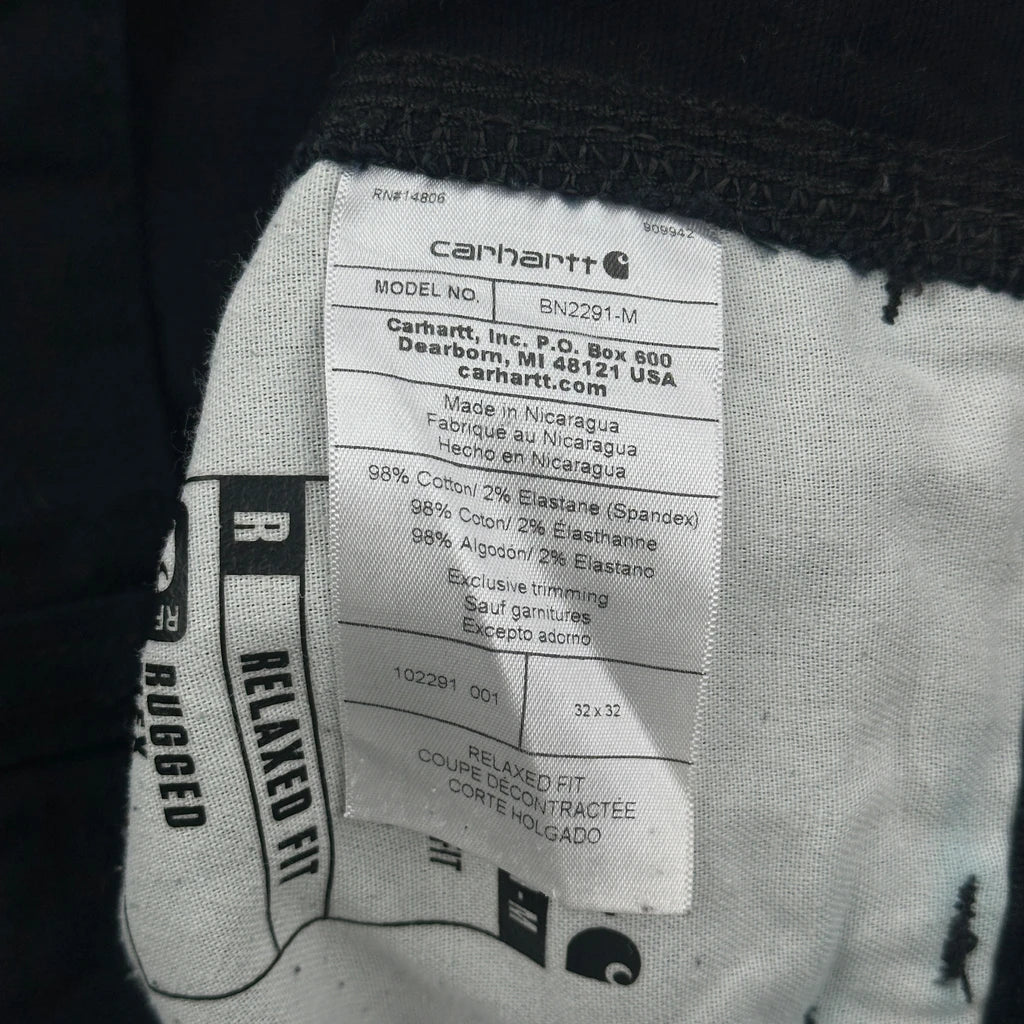 RN#14806
909942
carhartt
MODEL NO. BN2291-M
Carhartt, Inc. P.O. Box 600
Dearborn, MI 48121 USA
carhartt.com
Made in Nicaragua
Fabrique au Nicaragua
Hecho en Nicaragua
98% Cotton/ 2% Elastane (Spandex)
98% Coton/ 2% Élasthanne
98% Algodón/ 2% Elastano
Exclusive trimming
Sauf garnitures
Excepto adorno
102291 001
32 x 32
RELAXED FIT
COUPE DÉCONTRACTÉE
CORTE HOLGADO
R
RELAXED FIT
RUGGED